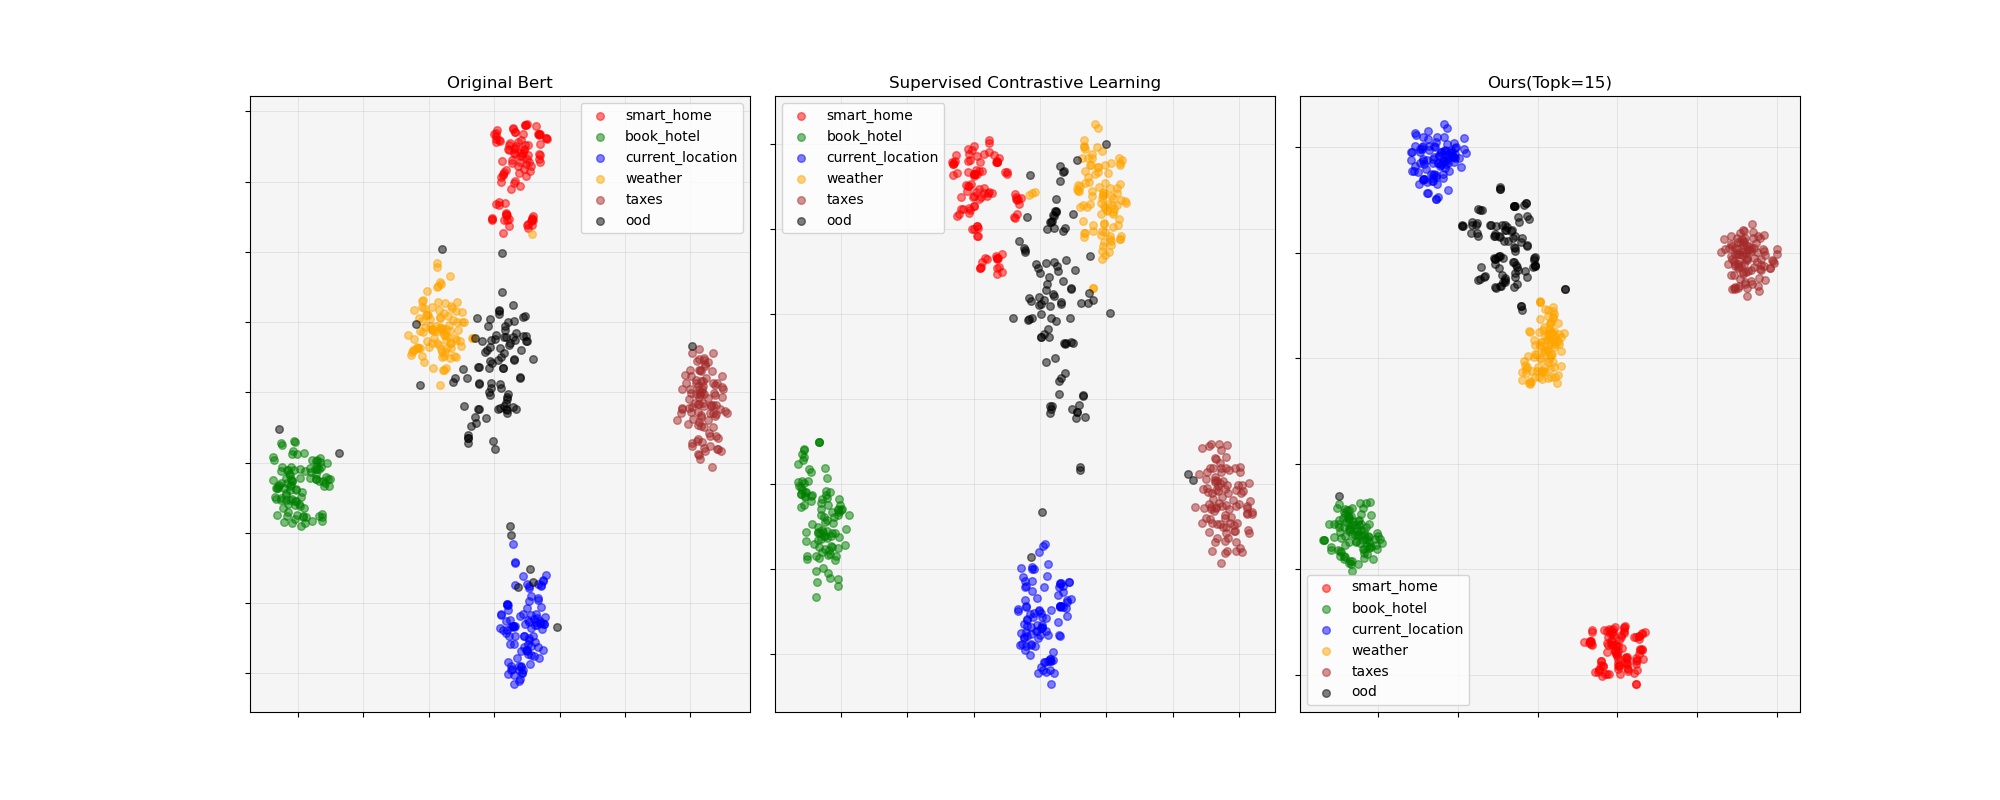 Original Bert
smart_home
book_hotel
current_location
weather
taxes
ood
Supervised Contrastive Learning
smart_home
book_hotel
current_location
weather
taxes
ood
Ours(Topk=15)
smart_home
book_hotel
current_location
weather
taxes
ood